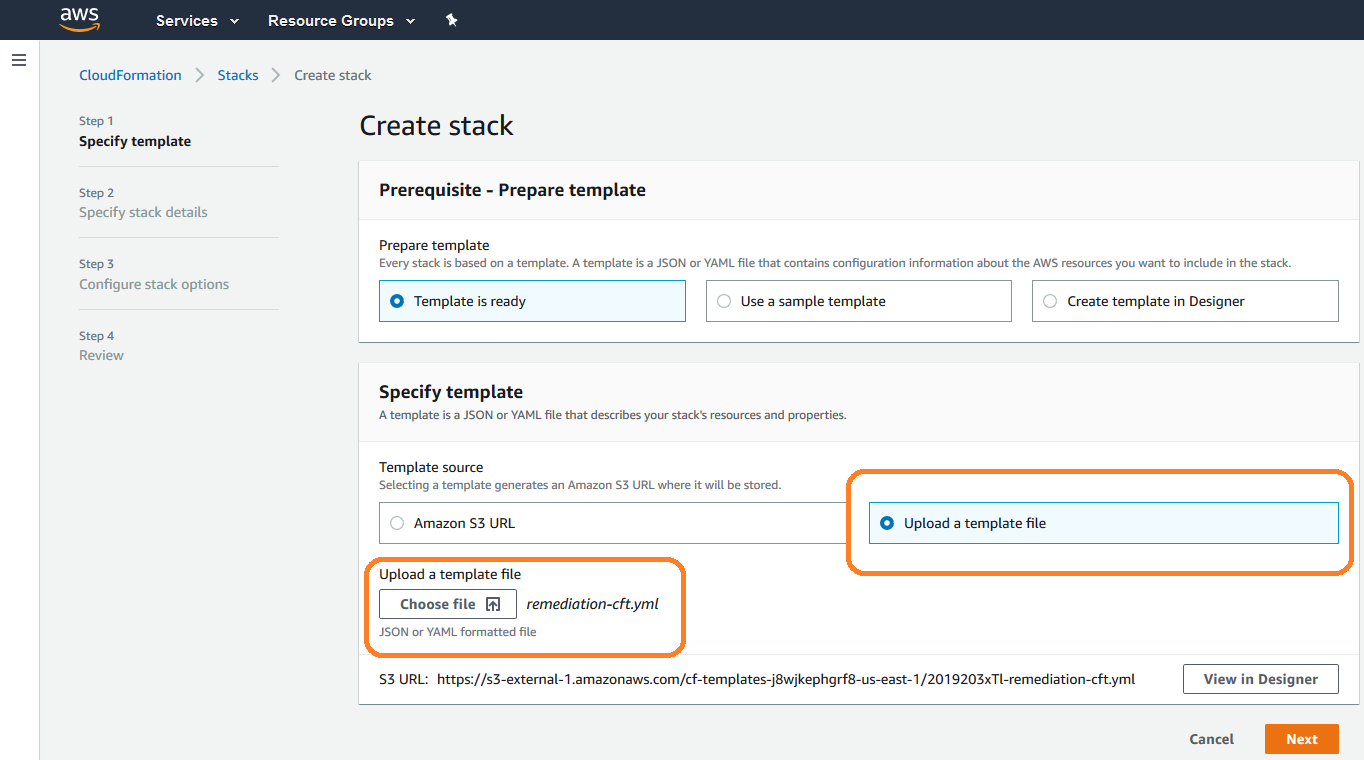 aws
Services
Resource Groups
CloudFormation
Stacks
Create stack
Step 1
Specify template
Step 2
Specify stack details
Step 3
Configure stack options
Step 4
Review
Create stack
Prerequisite - Prepare template
Prepare template
Every stack is based on a template. A template is a JSON or YAML file that contains configuration information about the AWS resources you want to include in the stack.
Template is ready
Use a sample template
Create template in Designer
Specify template
A template is a JSON or YAML file that describes your stack's resources and properties.
Template source
Selecting a template generates an Amazon S3 URL where it will be stored.
Amazon S3 URL
Upload a template file
Upload a template file
Choose file
remediation-cft.yml
JSON or YAML formatted file
S3 URL: https://s3-external-1.amazonaws.com/cf-templates-j8wjkephgrf8-us-east-1/2019203xTl-remediation-cft.yml
View in Designer
Cancel
Next